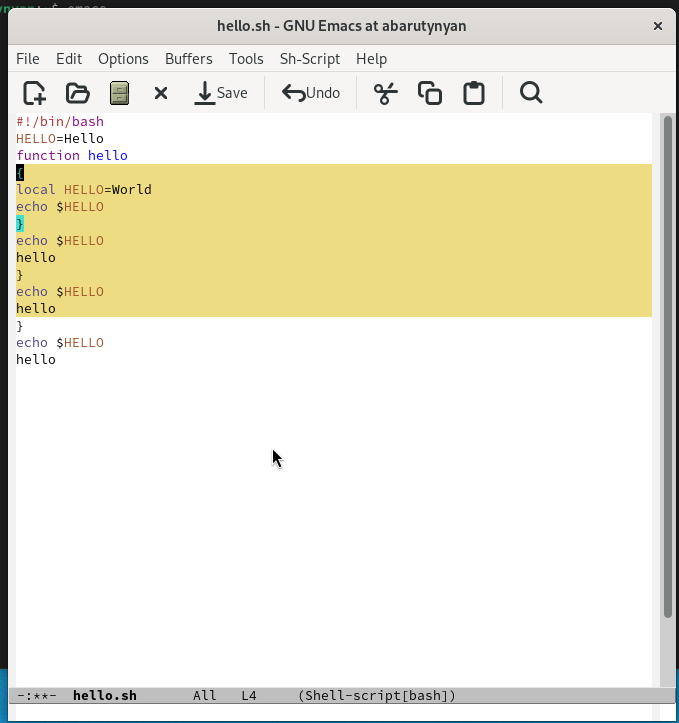 hello.sh - GNU Emacs at abarutynyan ×
File Edit Options Buffers Tools Sh-Script Help
Save Undo
#!/bin/bash
HELLO=Hello
function hello
{
local HELLO=World
echo $HELLO
}
echo $HELLO
hello
}
echo $HELLO
hello
}
echo $HELLO
hello
-:**- hello.sh All L4 (Shell-script[bash])